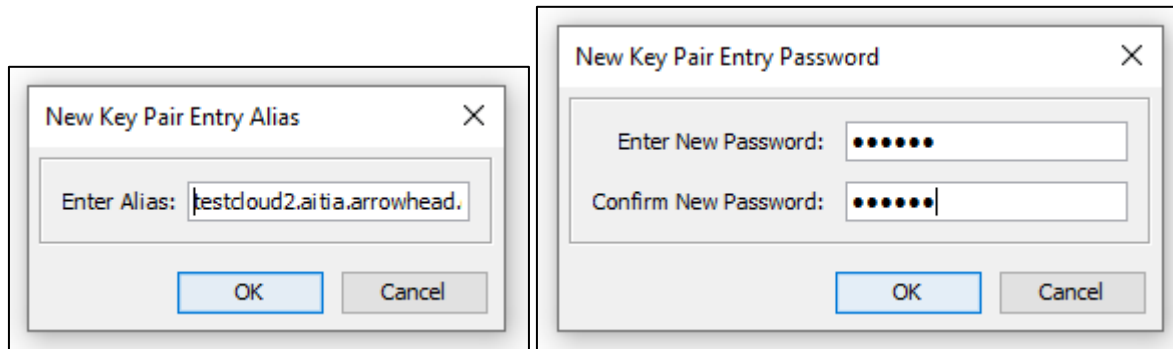 New Key Pair Entry Alias
Enter Alias: testcloud2.aitia.arrowhead.
OK Cancel
New Key Pair Entry Password
Enter New Password: ●●●●●●
Confirm New Password: ●●●●●●
OK Cancel